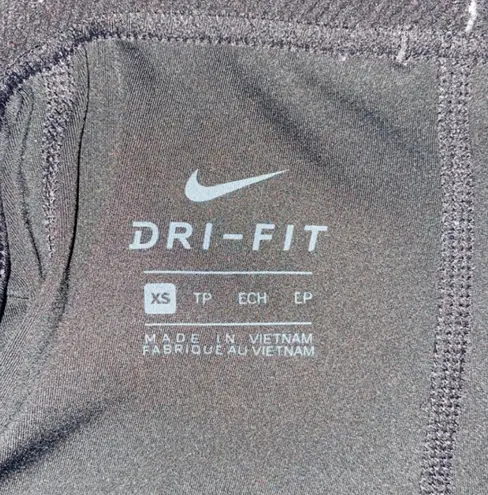 DRI-FIT
XS TP ECH EP
MADE IN VIETNAM
FABRIQUE AU VIETNAM